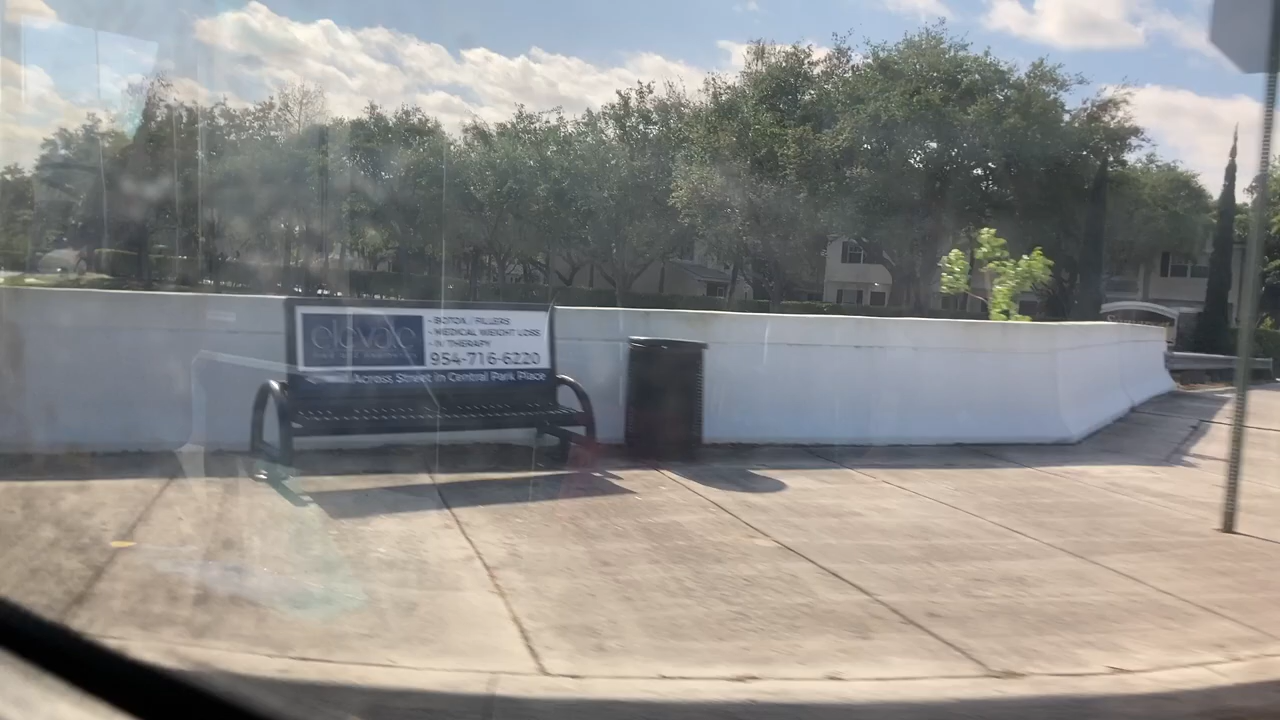 elevate
- BOTOX / FILLERS
- MEDICAL WEIGHT LOSS
- IV THERAPY
954-716-6220
Across Street in Central Park Place